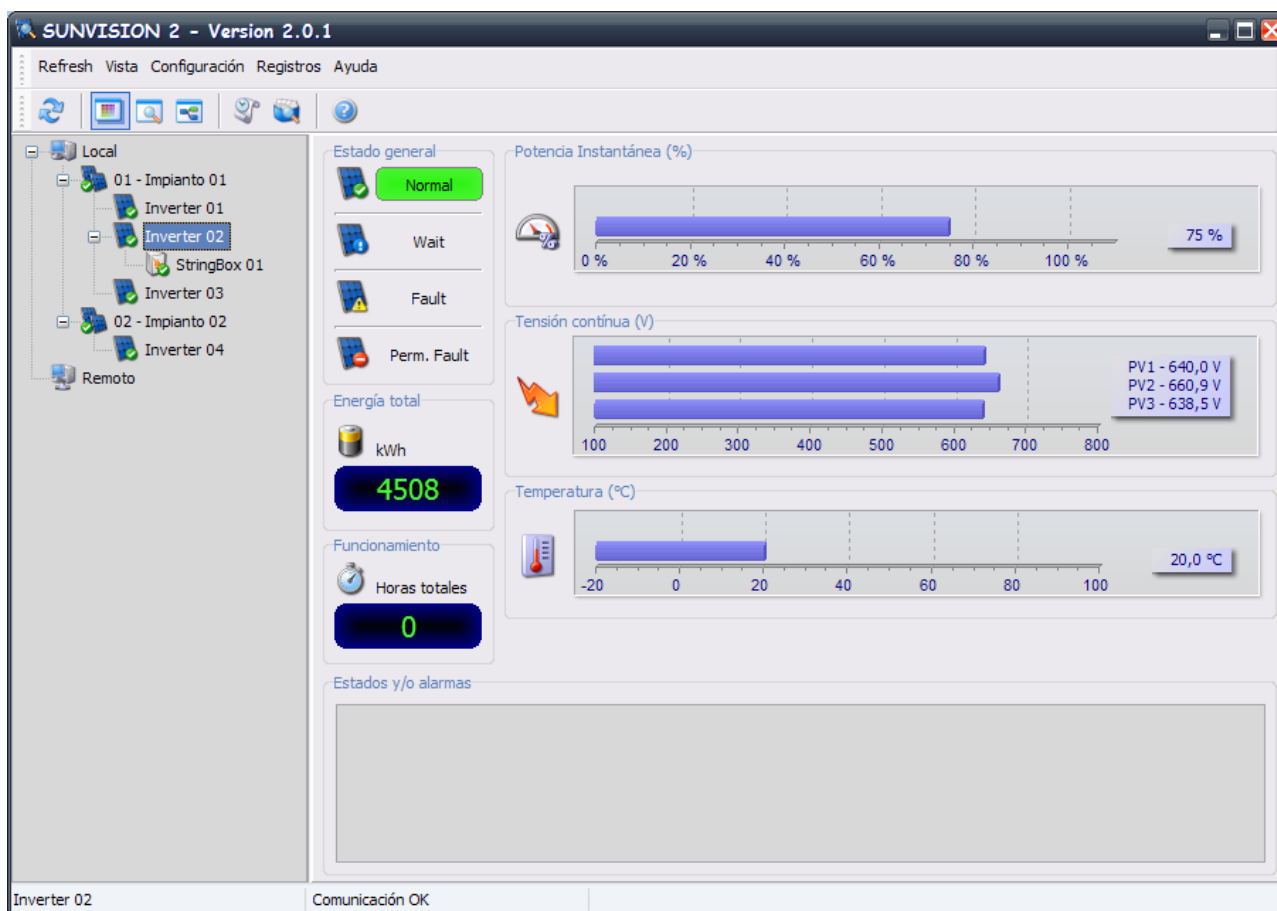 SUNVISION 2 - Version 2.0.1
Refresh Vista Configuración Registros Ayuda
Local
01 - Impianto 01
Inverter 01
Inverter 02
StringBox 01
Inverter 03
02 - Impianto 02
Inverter 04
Remoto
Estado general
Normal
Wait
Fault
Perm. Fault
Energía total
kWh
4508
Funcionamiento
Horas totales
0
Potencia Instantánea (%)
0 % 20 % 40 % 60 % 80 % 100 %
75 %
Tensión contínua (V)
100 200 300 400 500 600 700 800
PV1 - 640,0 V
PV2 - 660,9 V
PV3 - 638,5 V
Temperatura (ºC)
-20 0 20 40 60 80 100
20,0 ºC
Estados y/o alarmas
Inverter 02 Comunicación OK